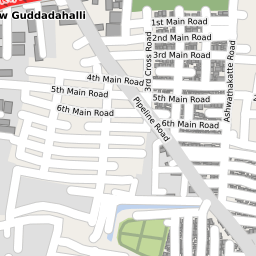 1st Main Road
w Guddadahalli
2nd Main Road
3rd Main Road
3rd Cross Road
Ashwathakatte Road
4th Main Road
5th Main Road
5th Main Road
Pipeline Road
6th Main Road
6th Main Road